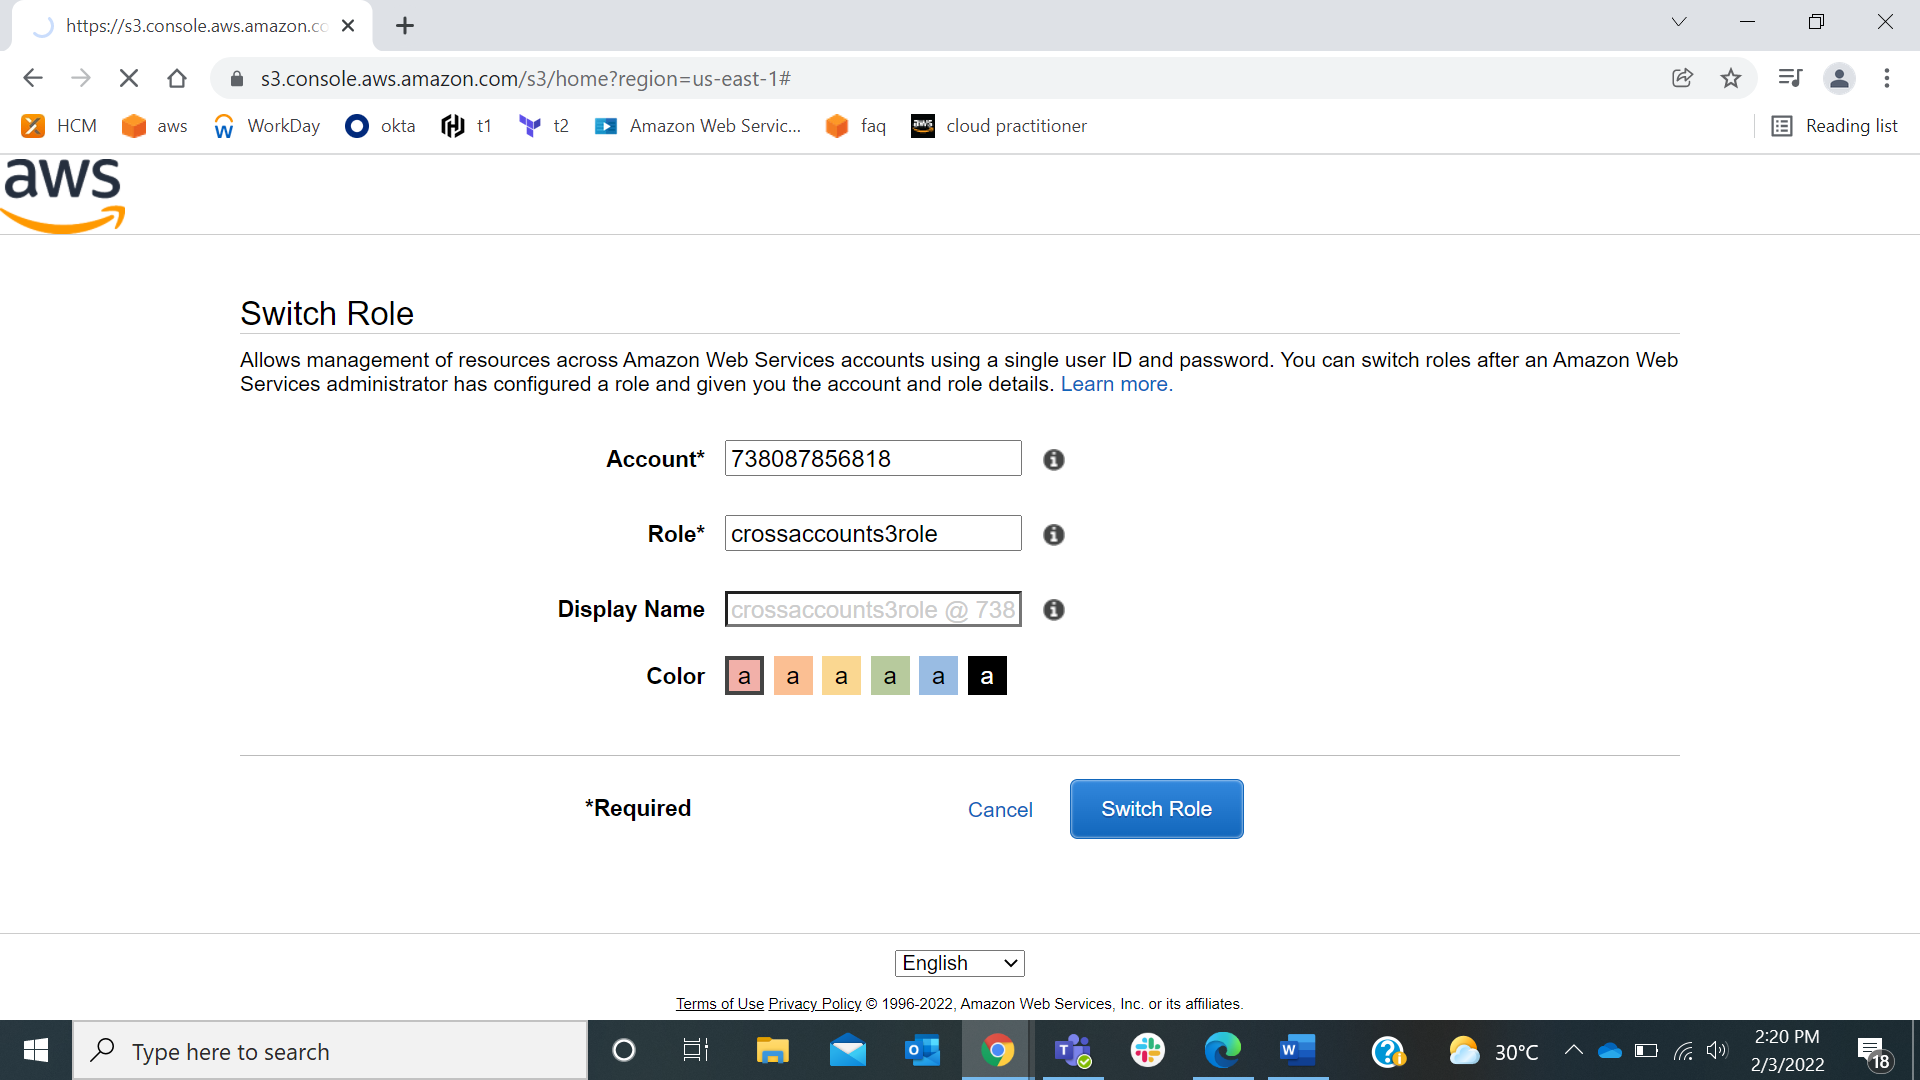 https://s3.console.aws.amazon.co
s3.console.aws.amazon.com/s3/home?region=us-east-1#
HCM aws WorkDay okta t1 t2 Amazon Web Servic... faq aws cloud practitioner Reading list
aws
Switch Role
Allows management of resources across Amazon Web Services accounts using a single user ID and password. You can switch roles after an Amazon Web
Services administrator has configured a role and given you the account and role details. Learn more.
Account* 738087856818
Role* crossaccounts3role
Display Name crossaccounts3role @ 738
Color a a a a a a
*Required Cancel Switch Role
English
Terms of Use Privacy Policy © 1996-2022, Amazon Web Services, Inc. or its affiliates.
Type here to search
30°C
2:20 PM
2/3/2022
18